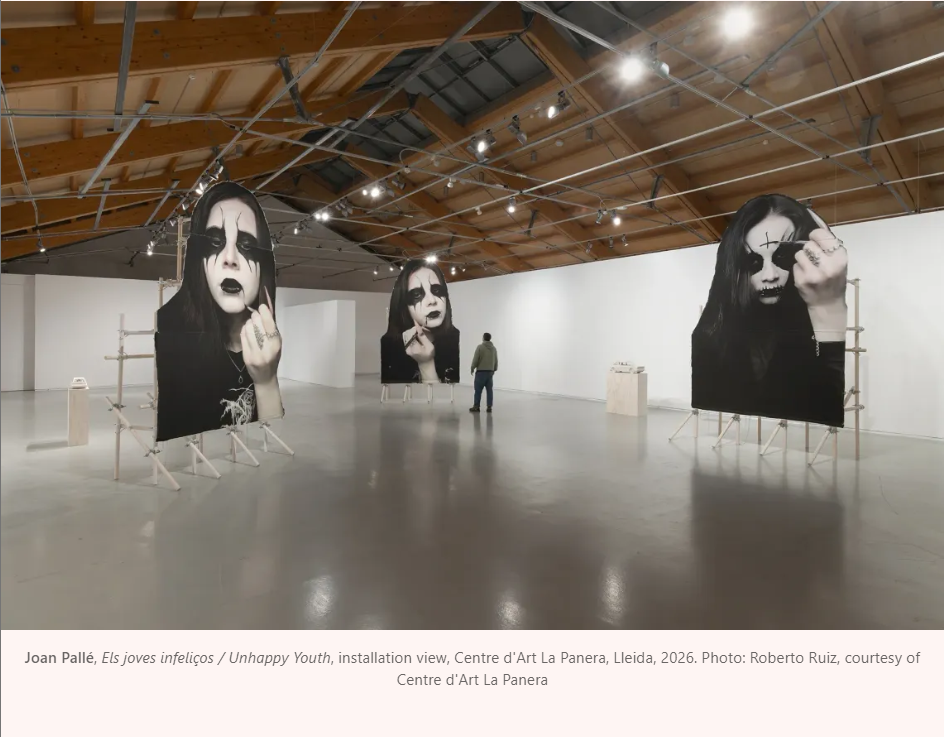 Joan Pallé, Els joves infeliços / Unhappy Youth, installation view, Centre d'Art La Panera, Lleida, 2026. Photo: Roberto Ruiz, courtesy of
Centre d'Art La Panera